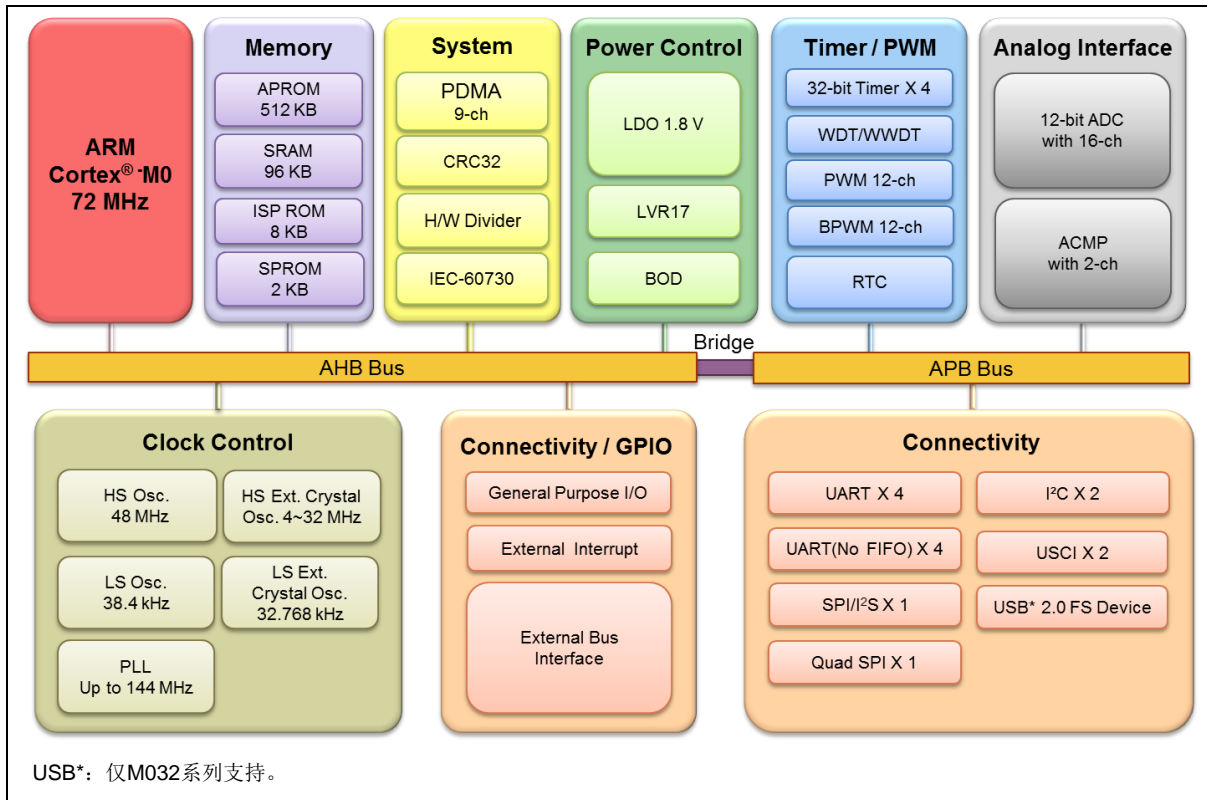 ARM
Cortex® -M0
72 MHz
Memory
APROM
512 KB
SRAM
96 KB
ISP ROM
8 KB
SPROM
2 KB
System
PDMA
9-ch
CRC32
H/W Divider
IEC-60730
Power Control
LDO 1.8 V
LVR17
BOD
Timer / PWM
32-bit Timer X 4
WDT/WWDT
PWM 12-ch
BPWM 12-ch
RTC
Analog Interface
12-bit ADC
with 16-ch
ACMP
with 2-ch
AHB Bus
Bridge
APB Bus
Clock Control
HS Osc.
48 MHz
HS Ext. Crystal
Osc. 4~32 MHz
LS Osc.
38.4 kHz
LS Ext.
Crystal Osc.
32.768 kHz
PLL
Up to 144 MHz
Connectivity / GPIO
General Purpose I/O
External Interrupt
External Bus
Interface
Connectivity
UART X 4
I²C X 2
UART(No FIFO) X 4
USCI X 2
SPI/I²S X 1
USB* 2.0 FS Device
Quad SPI X 1
USB*：仅M032系列支持。